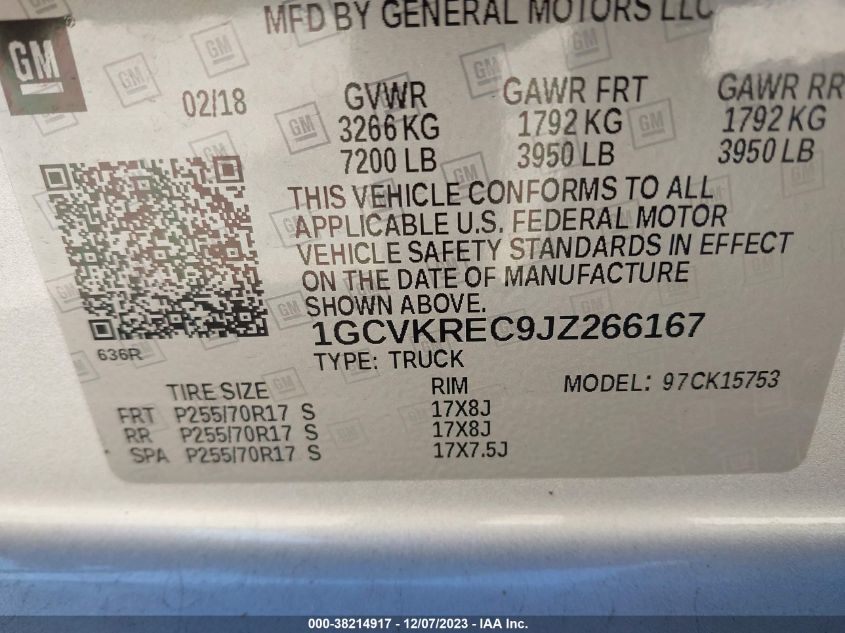 MFD BY GENERAL MOTORS LLC
GM
02/18 GVWR GAWR FRT GAWR RR
3266 KG 1792 KG 1792 KG
7200 LB 3950 LB 3950 LB
THIS VEHICLE CONFORMS TO ALL
APPLICABLE U.S. FEDERAL MOTOR
VEHICLE SAFETY STANDARDS IN EFFECT
ON THE DATE OF MANUFACTURE
SHOWN ABOVE.
1GCVKREC9JZ266167
636R
TYPE: TRUCK
TIRE SIZE RIM MODEL: 97CK15753
FRT P255/70R17 S 17X8J
RR P255/70R17 S 17X8J
SPA P255/70R17 S 17X7.5J
000-38214917 - 12/07/2023 - IAA Inc.